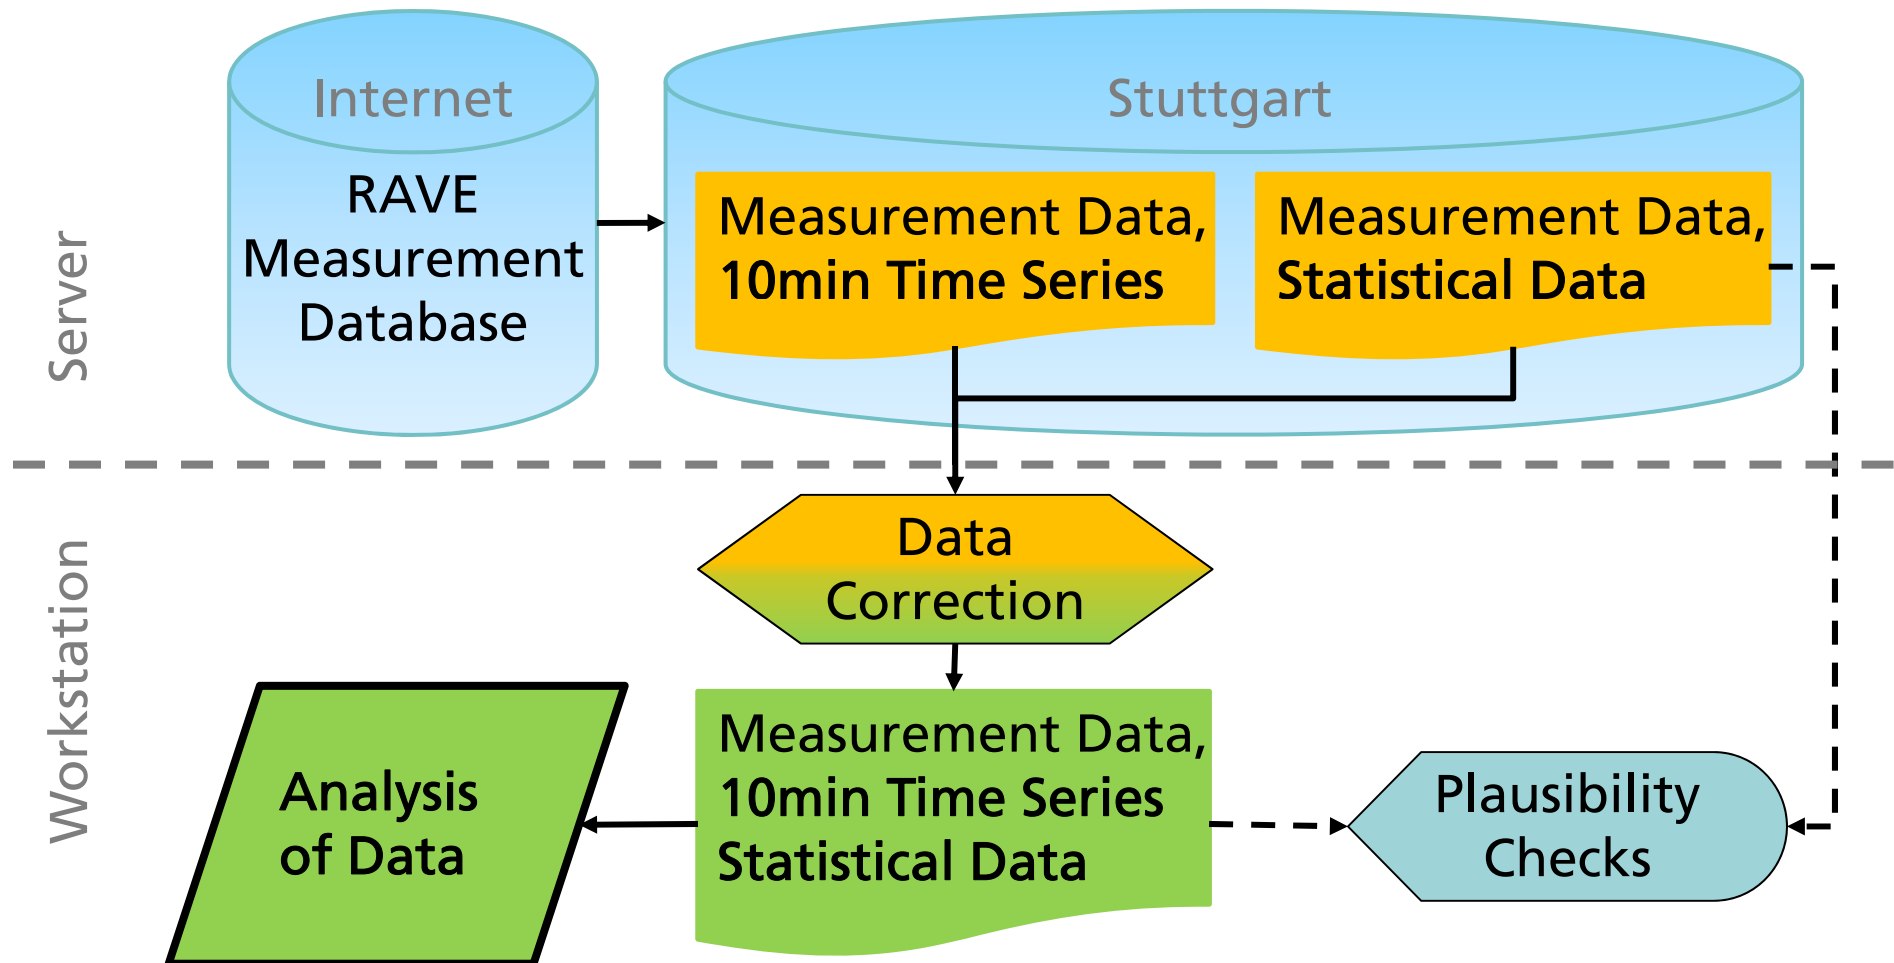 Server
Internet
RAVE
Measurement
Database
Stuttgart
Measurement Data,
10min Time Series
Measurement Data,
Statistical Data
Workstation
Data
Correction
Analysis
of Data
Measurement Data,
10min Time Series
Statistical Data
Plausibility
Checks